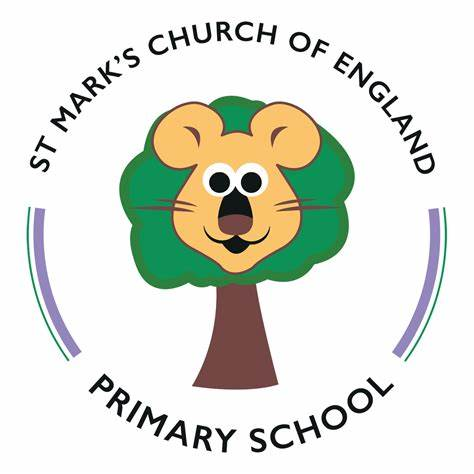 ST MARK'S CHURCH OF ENGLAND
PRIMARY SCHOOL